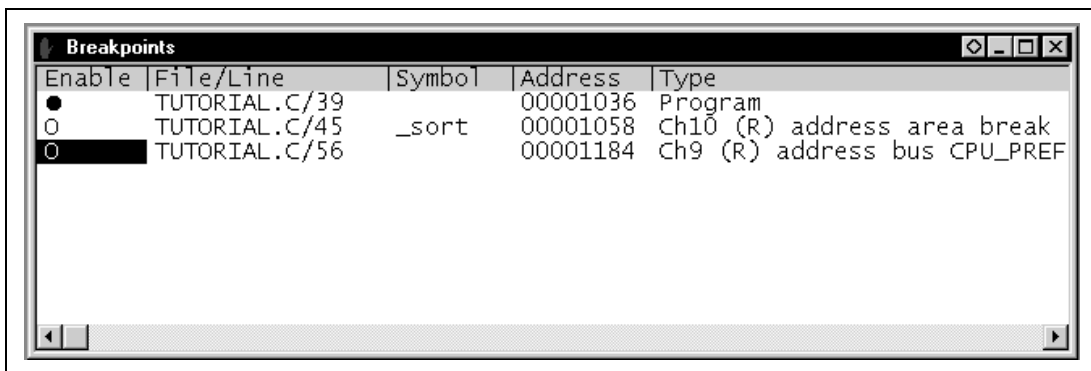 Breakpoints
Enable |File/Line |Symbol |Address |Type
● TUTORIAL.C/39 00001036 Program
O TUTORIAL.C/45 _sort 00001058 Ch10 (R) address area break
O TUTORIAL.C/56 00001184 Ch9 (R) address bus CPU_PREF